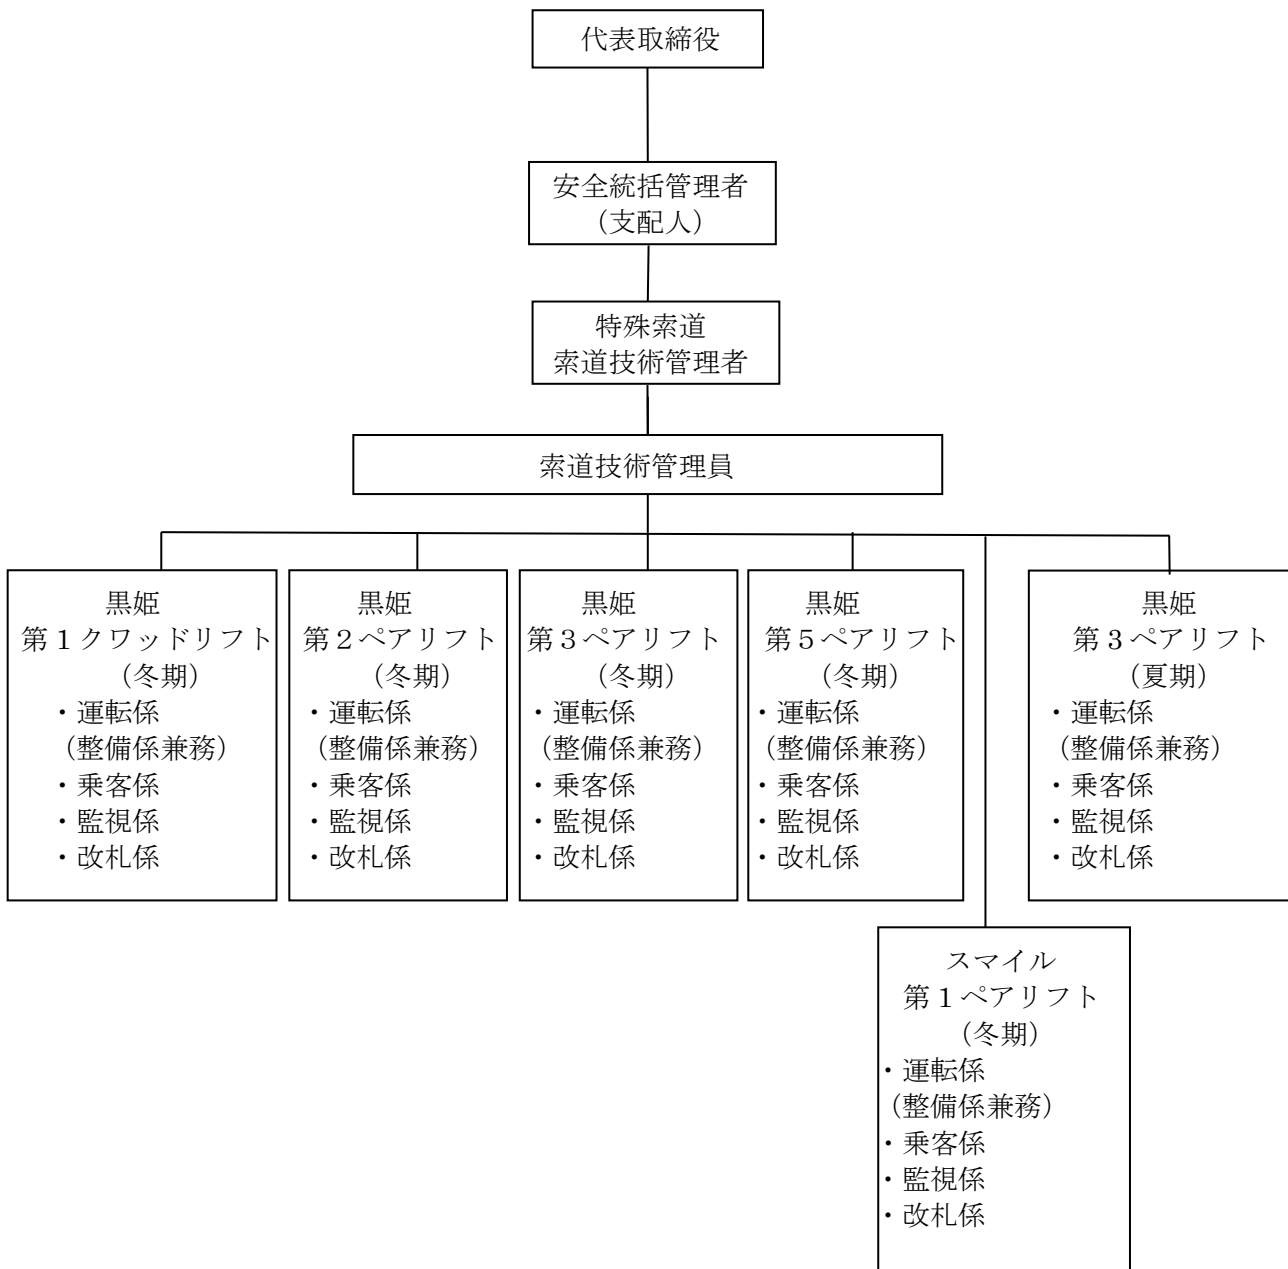 代表取締役
安全統括管理者
（支配人）
特殊索道
索道技術管理者
索道技術管理員
黒姫
第１クワッドリフト
（冬期）
・運転係
（整備係兼務）
・乗客係
・監視係
・改札係
黒姫
第２ペアリフト
（冬期）
・運転係
（整備係兼務）
・乗客係
・監視係
・改札係
黒姫
第３ペアリフト
（冬期）
・運転係
（整備係兼務）
・乗客係
・監視係
・改札係
黒姫
第５ペアリフト
（冬期）
・運転係
（整備係兼務）
・乗客係
・監視係
・改札係
黒姫
第３ペアリフト
（夏期）
・運転係
（整備係兼務）
・乗客係
・監視係
・改札係
スマイル
第１ペアリフト
（冬期）
・運転係
（整備係兼務）
・乗客係
・監視係
・改札係